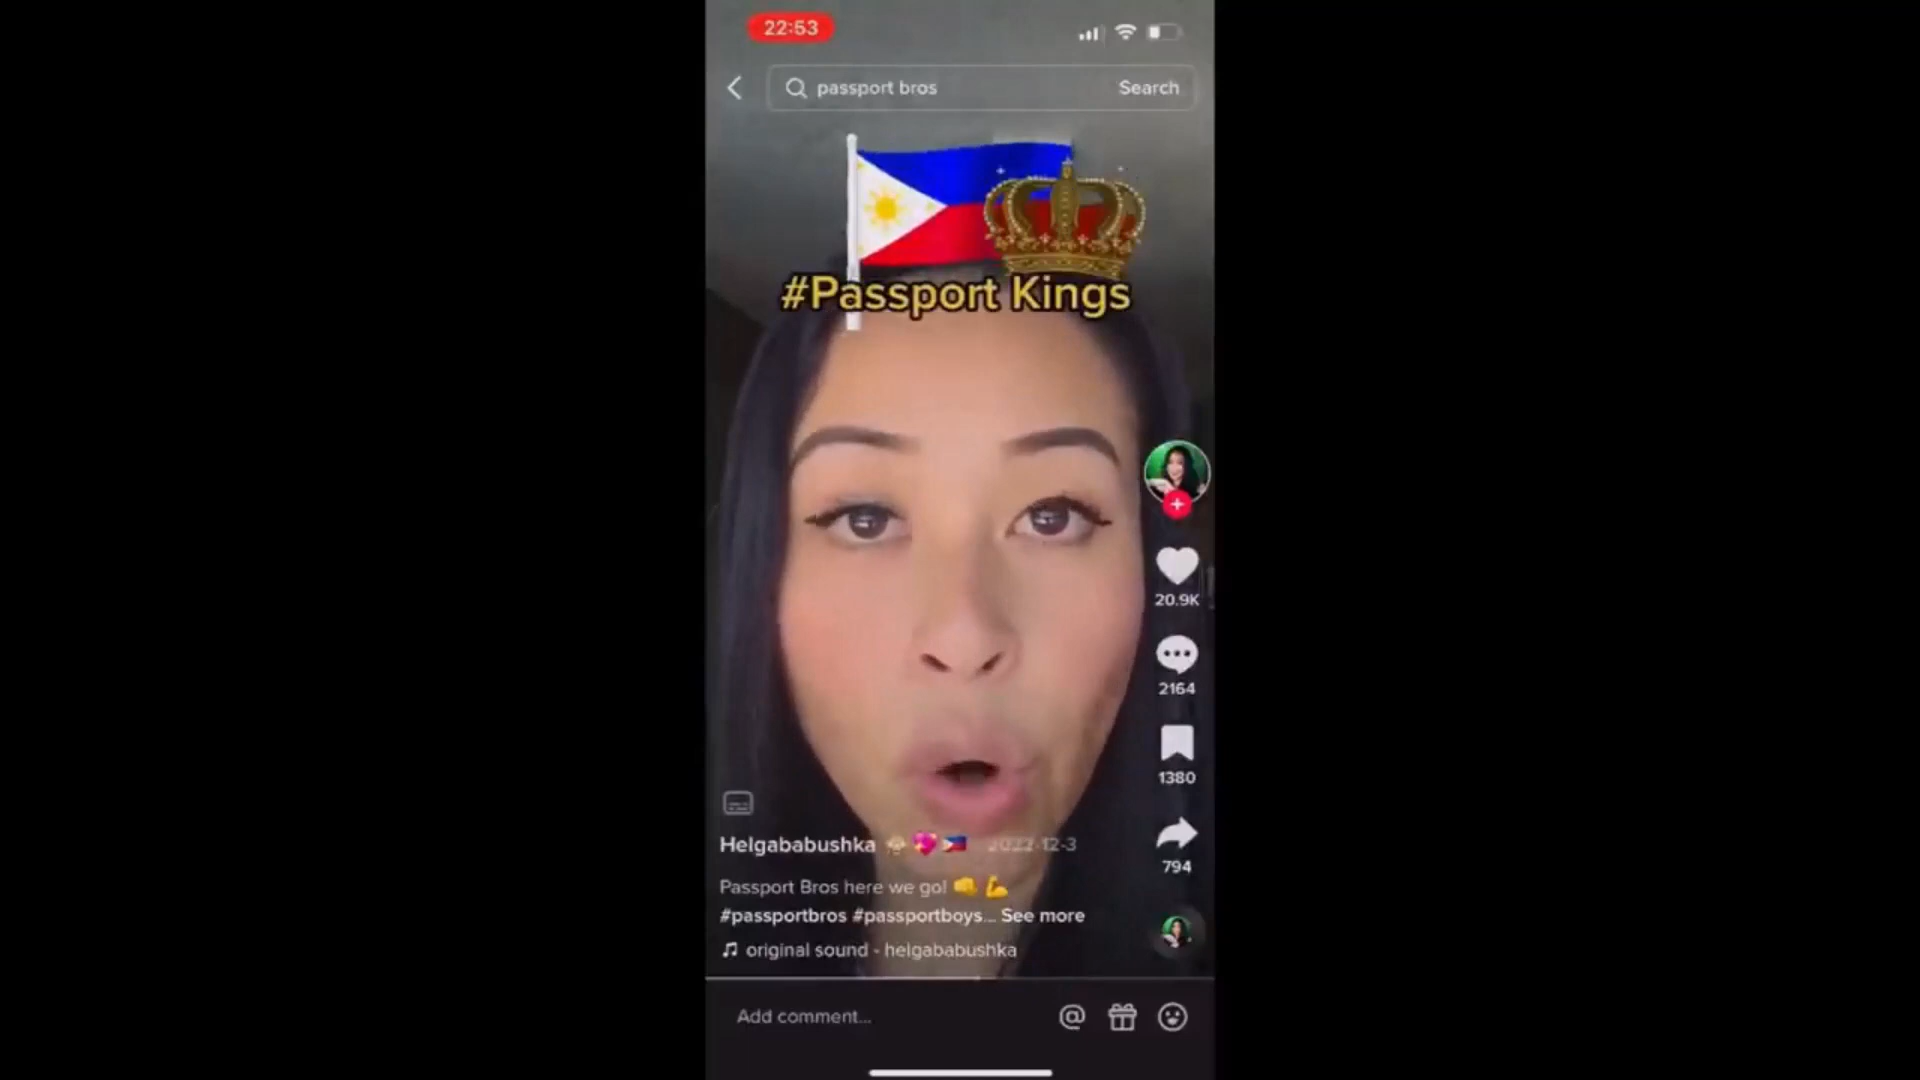 22:53
passport bros
Search
#Passport Kings
20.9K
2164
1380
794
Helgababushka 2022-12-3
Passport Bros here we go!
#passportbros #passportboys... See more
original sound - helgababushka
Add comment...